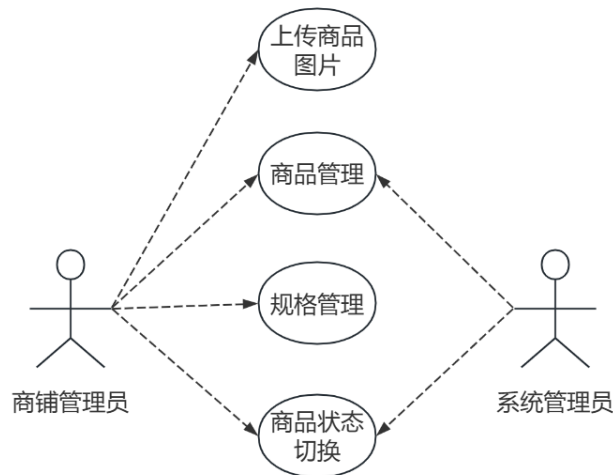 上传商品
图片
商品管理
规格管理
商铺管理员
系统管理员
商品状态
切换